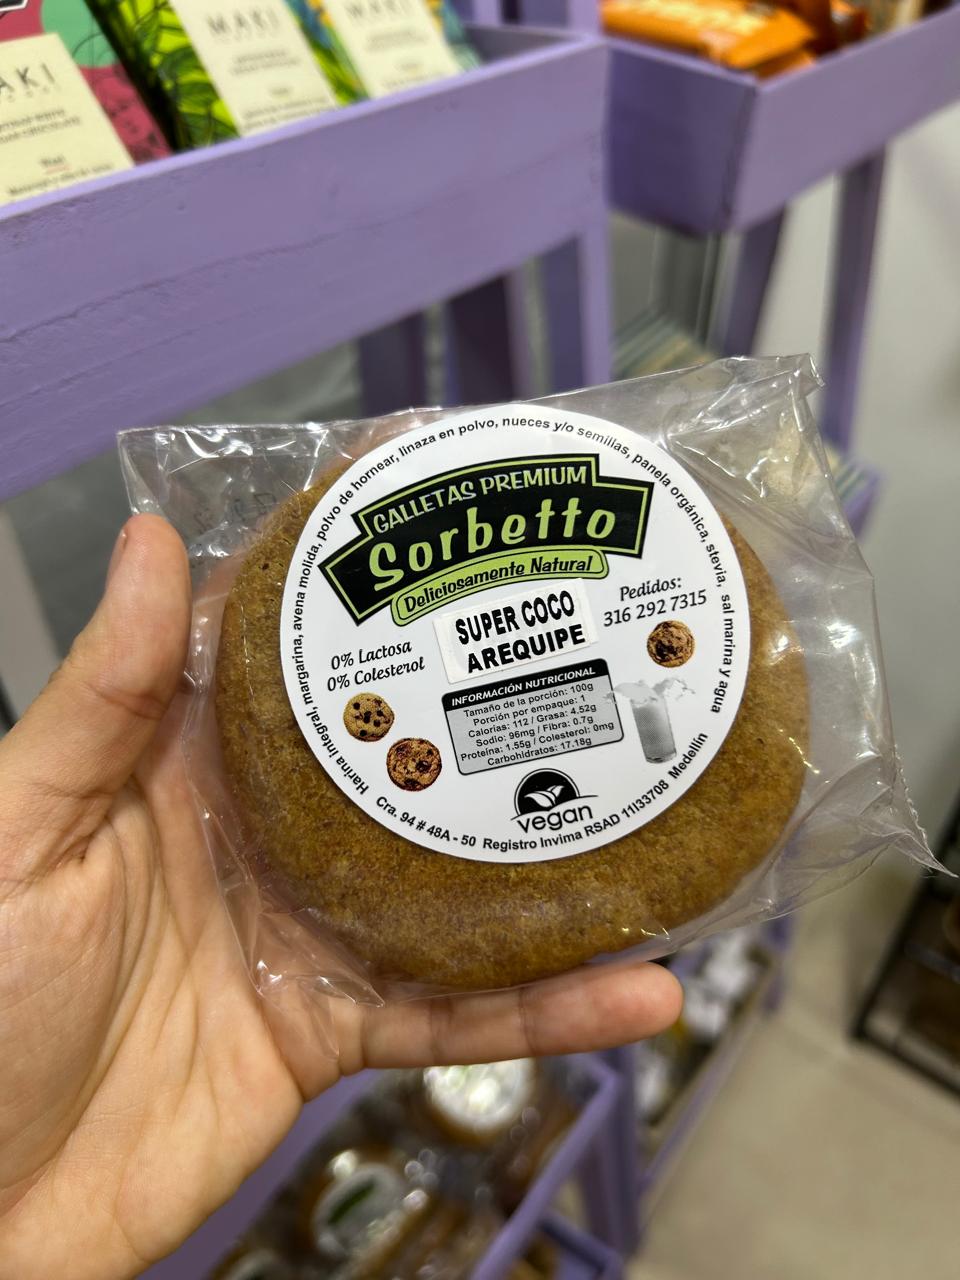 MAKI
MAKI
AKI
Harina Integral, margarina, avena molida, polvo de hornear, linaza en polvo, nueces y/o semillas, panela orgánica, stevia, sal marina y agua
GALLETAS PREMIUM
Sorbetto
Deliciosamente Natural
SUPER COCO
AREQUIPE
Pedidos:
316 292 7315
0% Lactosa
0% Colesterol
INFORMACIÓN NUTRICIONAL
Tamaño de la porción: 100g
Porción por empaque: 1
Calorías: 112 / Grasa: 4.52g
Sodio: 96mg / Fibra: 0.7g
Proteína: 1.55g / Colesterol: 0mg
Carbohidratos: 17.18g
vegan
Cra. 94 # 48A - 50 Registro Invima RSAD 11I33708 Medellín